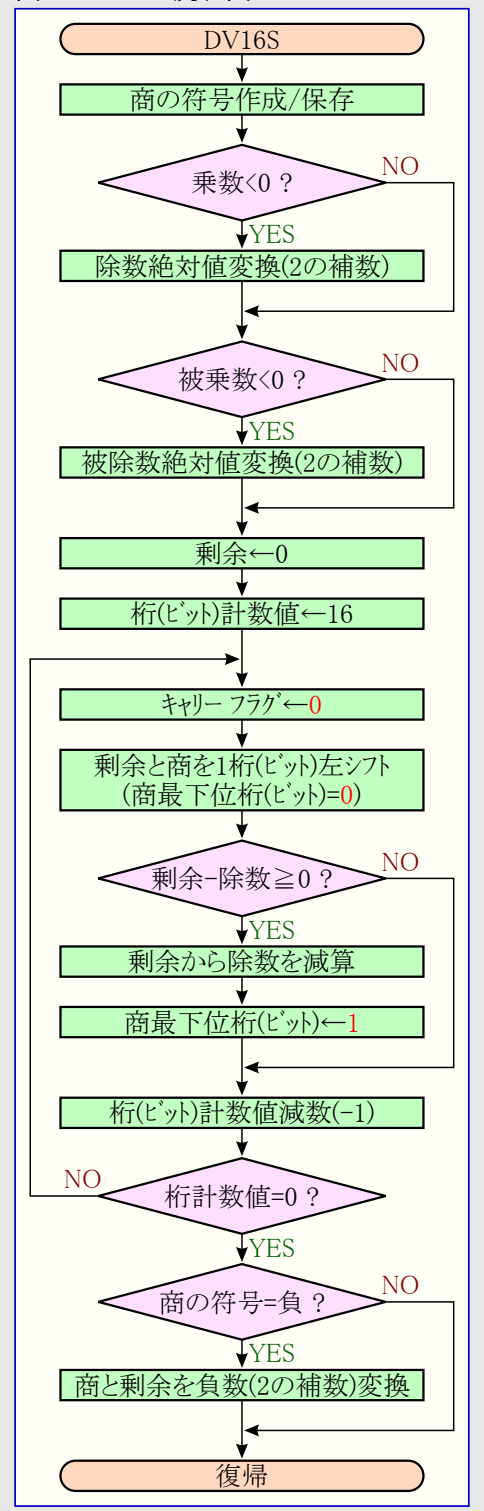 DV16S
商の符号作成/保存
乗数<0 ?
NO
YES
除数絶対値変換(2の補数)
被乗数<0 ?
NO
YES
被除数絶対値変換(2の補数)
剰余←0
桁(ﾋﾞｯﾄ)計数値←16
ｷｬﾘｰ ﾌﾗｸﾞ←0
剰余と商を1桁(ﾋﾞｯﾄ)左ｼﾌﾄ
(商最下位桁(ﾋﾞｯﾄ)=0)
剰余-除数≧0 ?
NO
YES
剰余から除数を減算
商最下位桁(ﾋﾞｯﾄ)←1
桁(ﾋﾞｯﾄ)計数値減数(-1)
NO
桁計数値=0 ?
YES
商の符号=負 ?
NO
YES
商と剰余を負数(2の補数)変換
復帰